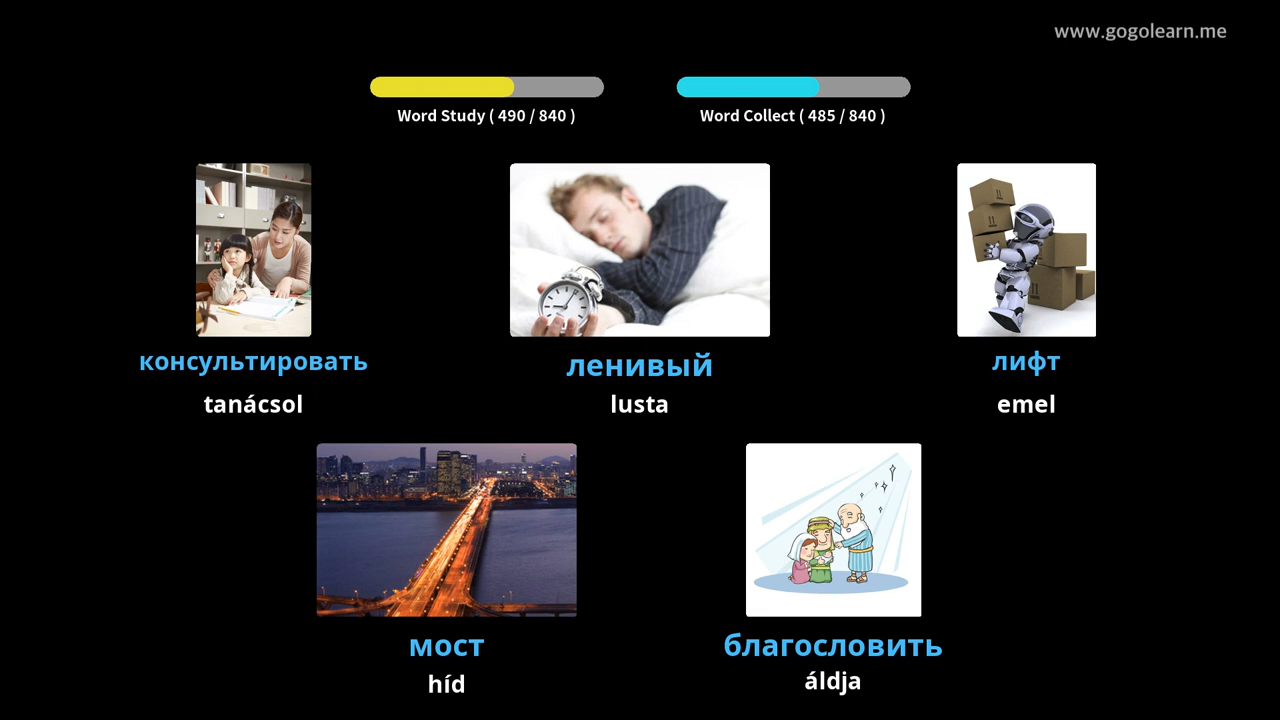 www.gogolearn.me
Word Study ( 490 / 840 )
Word Collect ( 485 / 840 )
консультировать
tanácsol
ленивый
lusta
лифт
emel
мост
híd
благословить
áldja